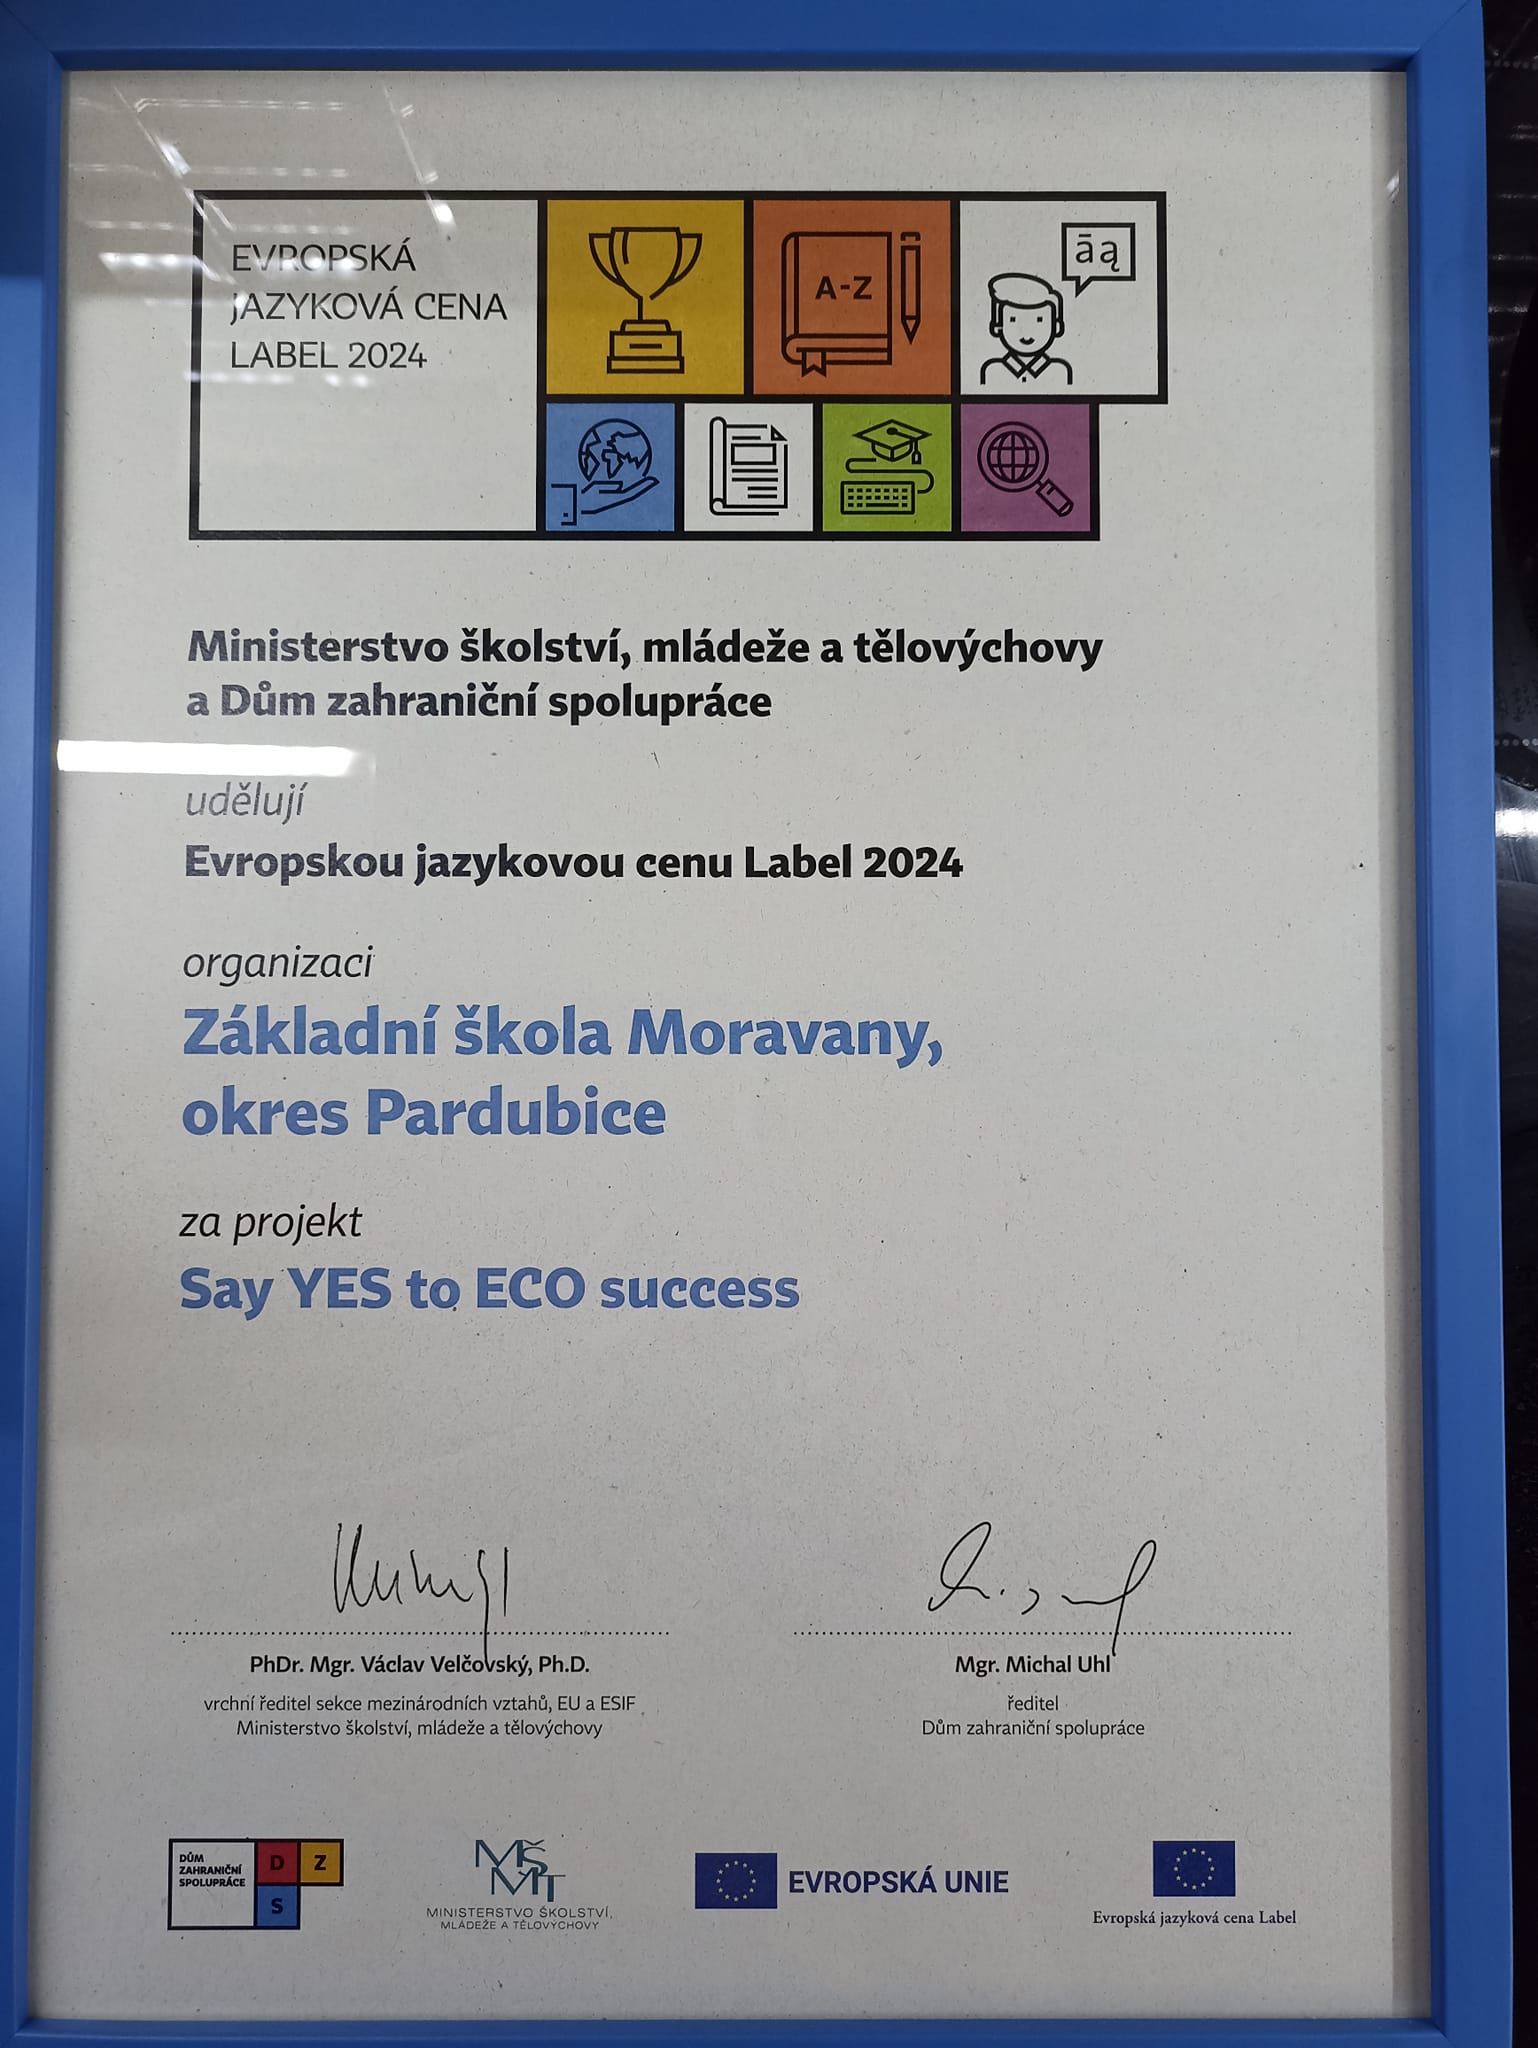 EVROPSKÁ
JAZYKOVÁ CENA
LABEL 2024
A-Z
āą
Ministerstvo školství, mládeže a tělovýchovy
a Dům zahraniční spolupráce
udělují
Evropskou jazykovou cenu Label 2024
organizaci
Základní škola Moravany,
okres Pardubice
za projekt
Say YES to ECO success
PhDr. Mgr. Václav Velčovský, Ph.D.
vrchní ředitel sekce mezinárodních vztahů, EU a ESIF
Ministerstvo školství, mládeže a tělovýchovy
Mgr. Michal Uhl
ředitel
Dům zahraniční spolupráce
DŮM
ZAHRANIČNÍ
SPOLUPRÁCE
D Z
S
MŠ
MT
MINISTERSTVO ŠKOLSTVÍ,
MLÁDEŽE A TĚLOVÝCHOVY
EVROPSKÁ UNIE
Evropská jazyková cena Label